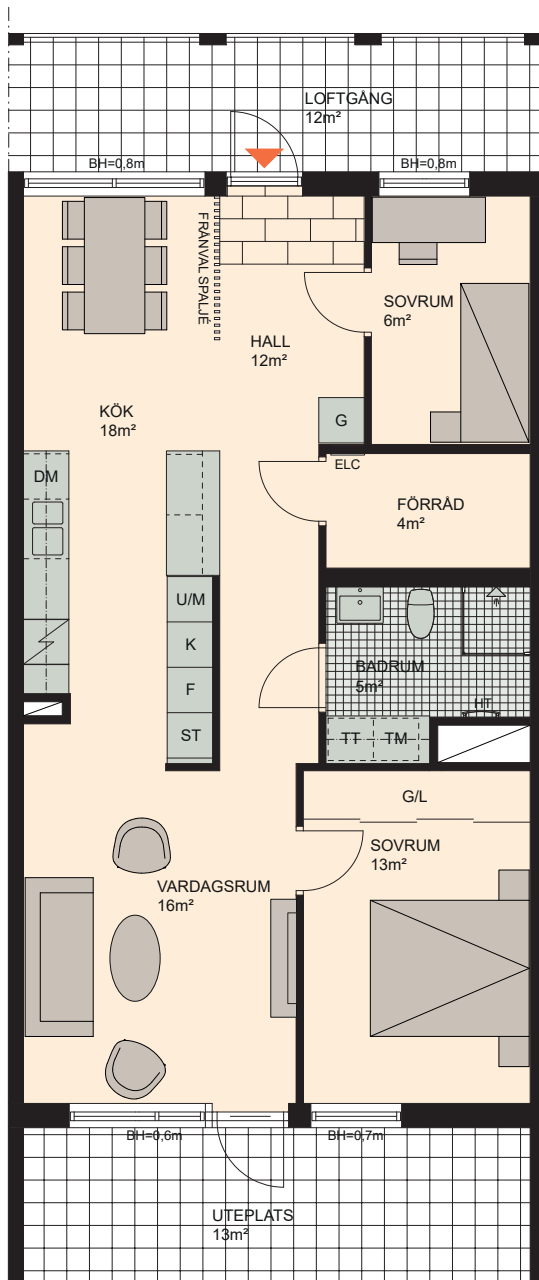 LOFTGÅNG
12m²
BH=0,8m
BH=0,8m
FRÅNVAL SPALJÉ
SOVRUM
6m²
HALL
12m²
KÖK
18m²
G
ELC
DM
FÖRRÅD
4m²
U/M
K
F
ST
BADRUM
5m²
HT
TT
TM
G/L
SOVRUM
13m²
VARDAGSRUM
16m²
BH=0,6m
BH=0,7m
UTEPLATS
13m²